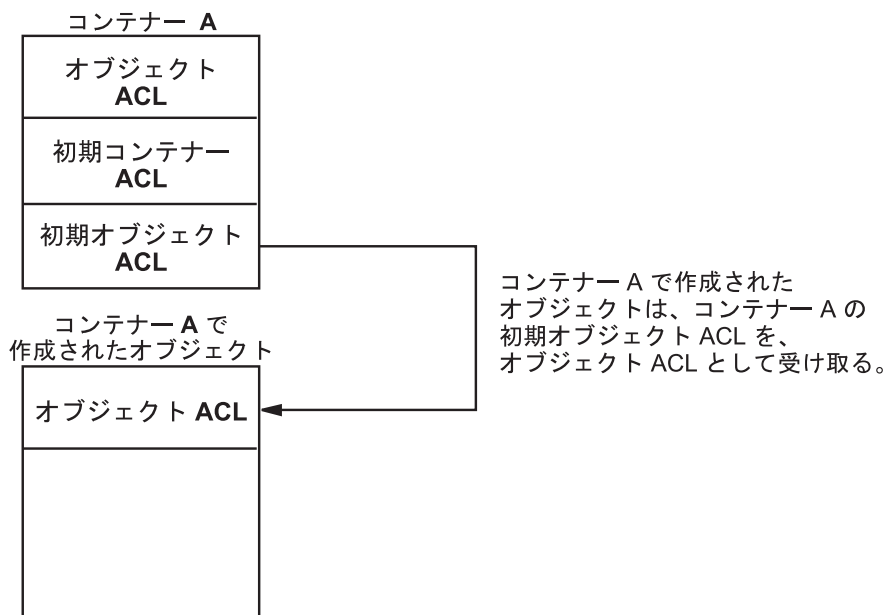 コンテナー A
オブジェクト
ACL
初期コンテナー
ACL
初期オブジェクト
ACL
コンテナー A で作成された
オブジェクトは、コンテナー A の
初期オブジェクト ACL を、
オブジェクト ACL として受け取る。
コンテナー A で
作成されたオブジェクト
オブジェクト ACL